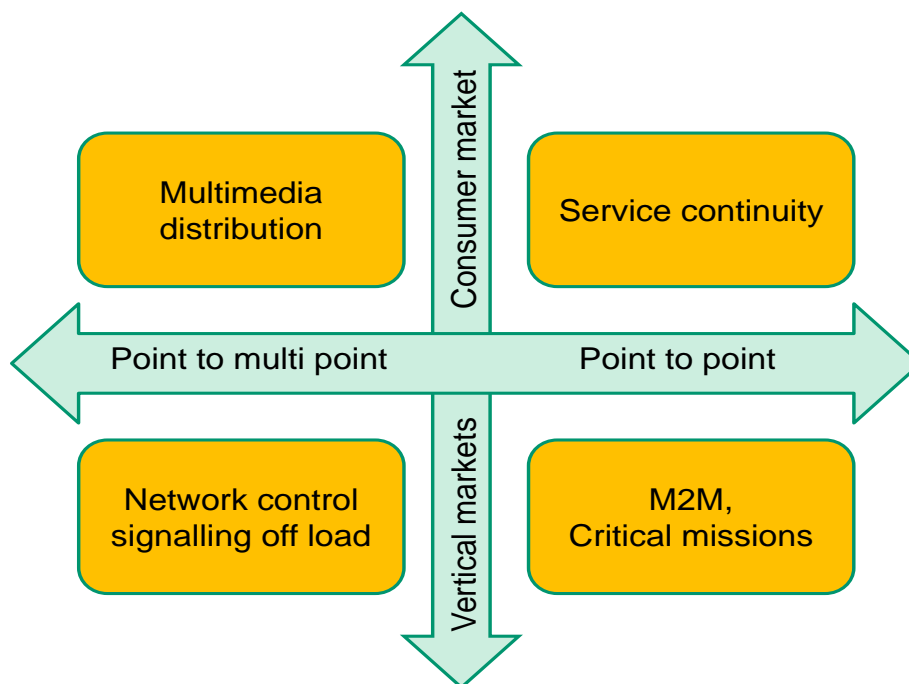 Consumer market
Multimedia
distribution
Service continuity
Point to multi point
Point to point
Network control
signalling off load
M2M,
Critical missions
Vertical markets